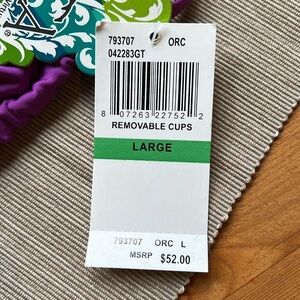 793707 ORC
042283GT
8 07263 22752 2
REMOVABLE CUPS
LARGE
793707 ORC L
MSRP $52.00